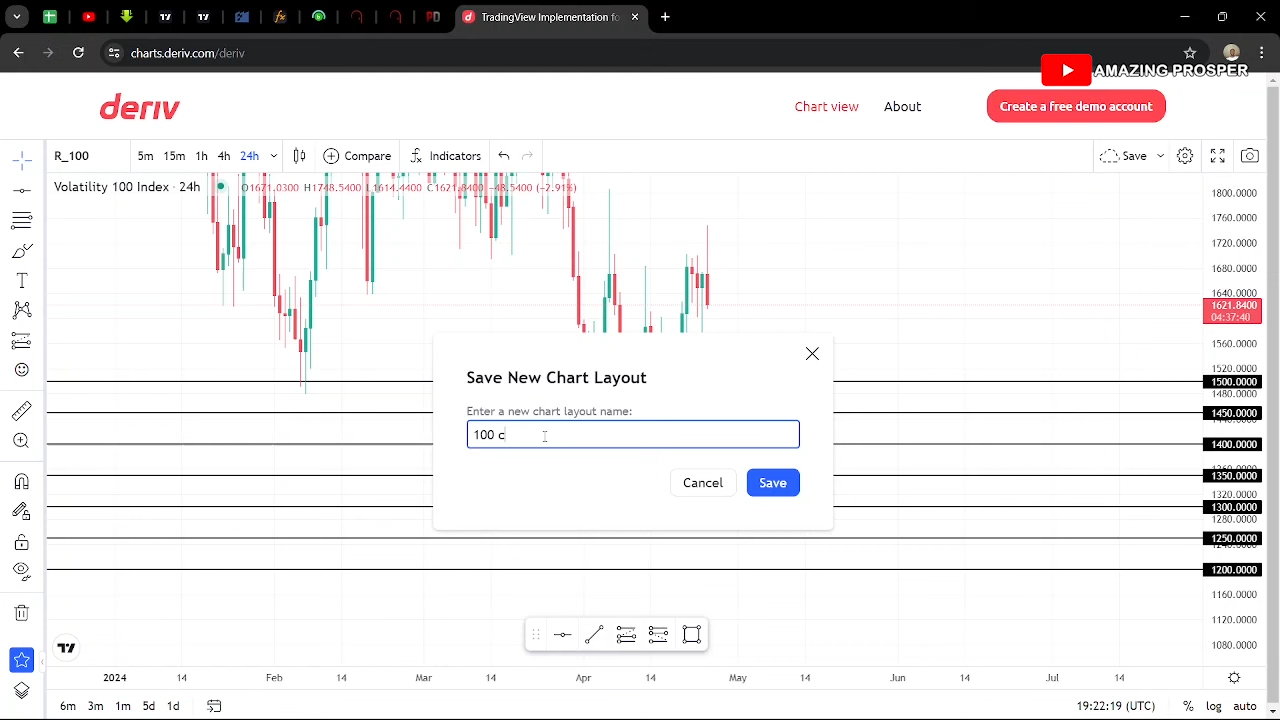 TradingView Implementation fo
charts.deriv.com/deriv
AMAZING PROSPER
deriv
Chart view
About
Create a free demo account
R_100
5m 15m 1h 4h 24h
Compare
Indicators
Save
Volatility 100 Index · 24h
O1671.0300 H1748.5400 L1614.4400 C1621.8400 −48.5400 (−2.91%)
1800.0000
1760.0000
1720.0000
1680.0000
1640.0000
1621.8400
04:37:40
1560.0000
1520.0000
1500.0000
1480.0000
1450.0000
1400.0000
1350.0000
1320.0000
1300.0000
1280.0000
1250.0000
1200.0000
1160.0000
1120.0000
1080.0000
Save New Chart Layout
Enter a new chart layout name:
100 c
Cancel
Save
2024 14 Feb 14 Mar 14 Apr 14 May 14 Jun 14 Jul 14
6m 3m 1m 5d 1d
19:22:19 (UTC)
% log auto